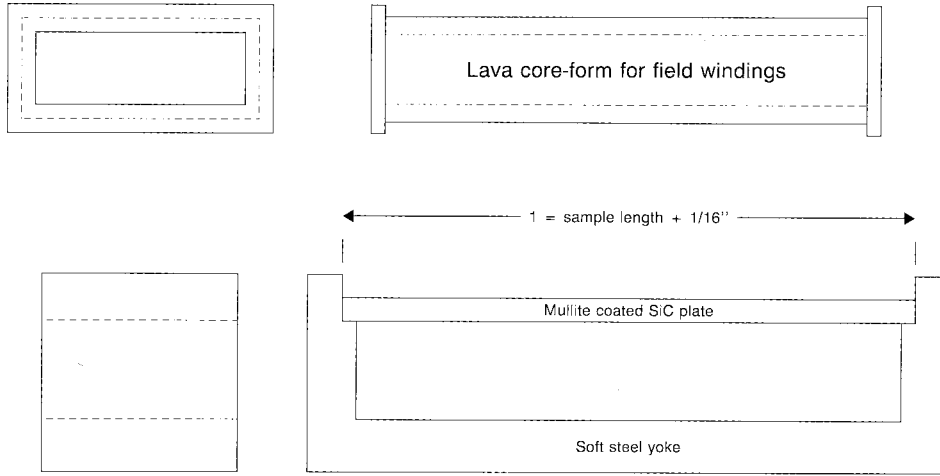 Lava core-form for field windings
1 = sample length + 1/16''
Mullite coated SiC plate
Soft steel yoke